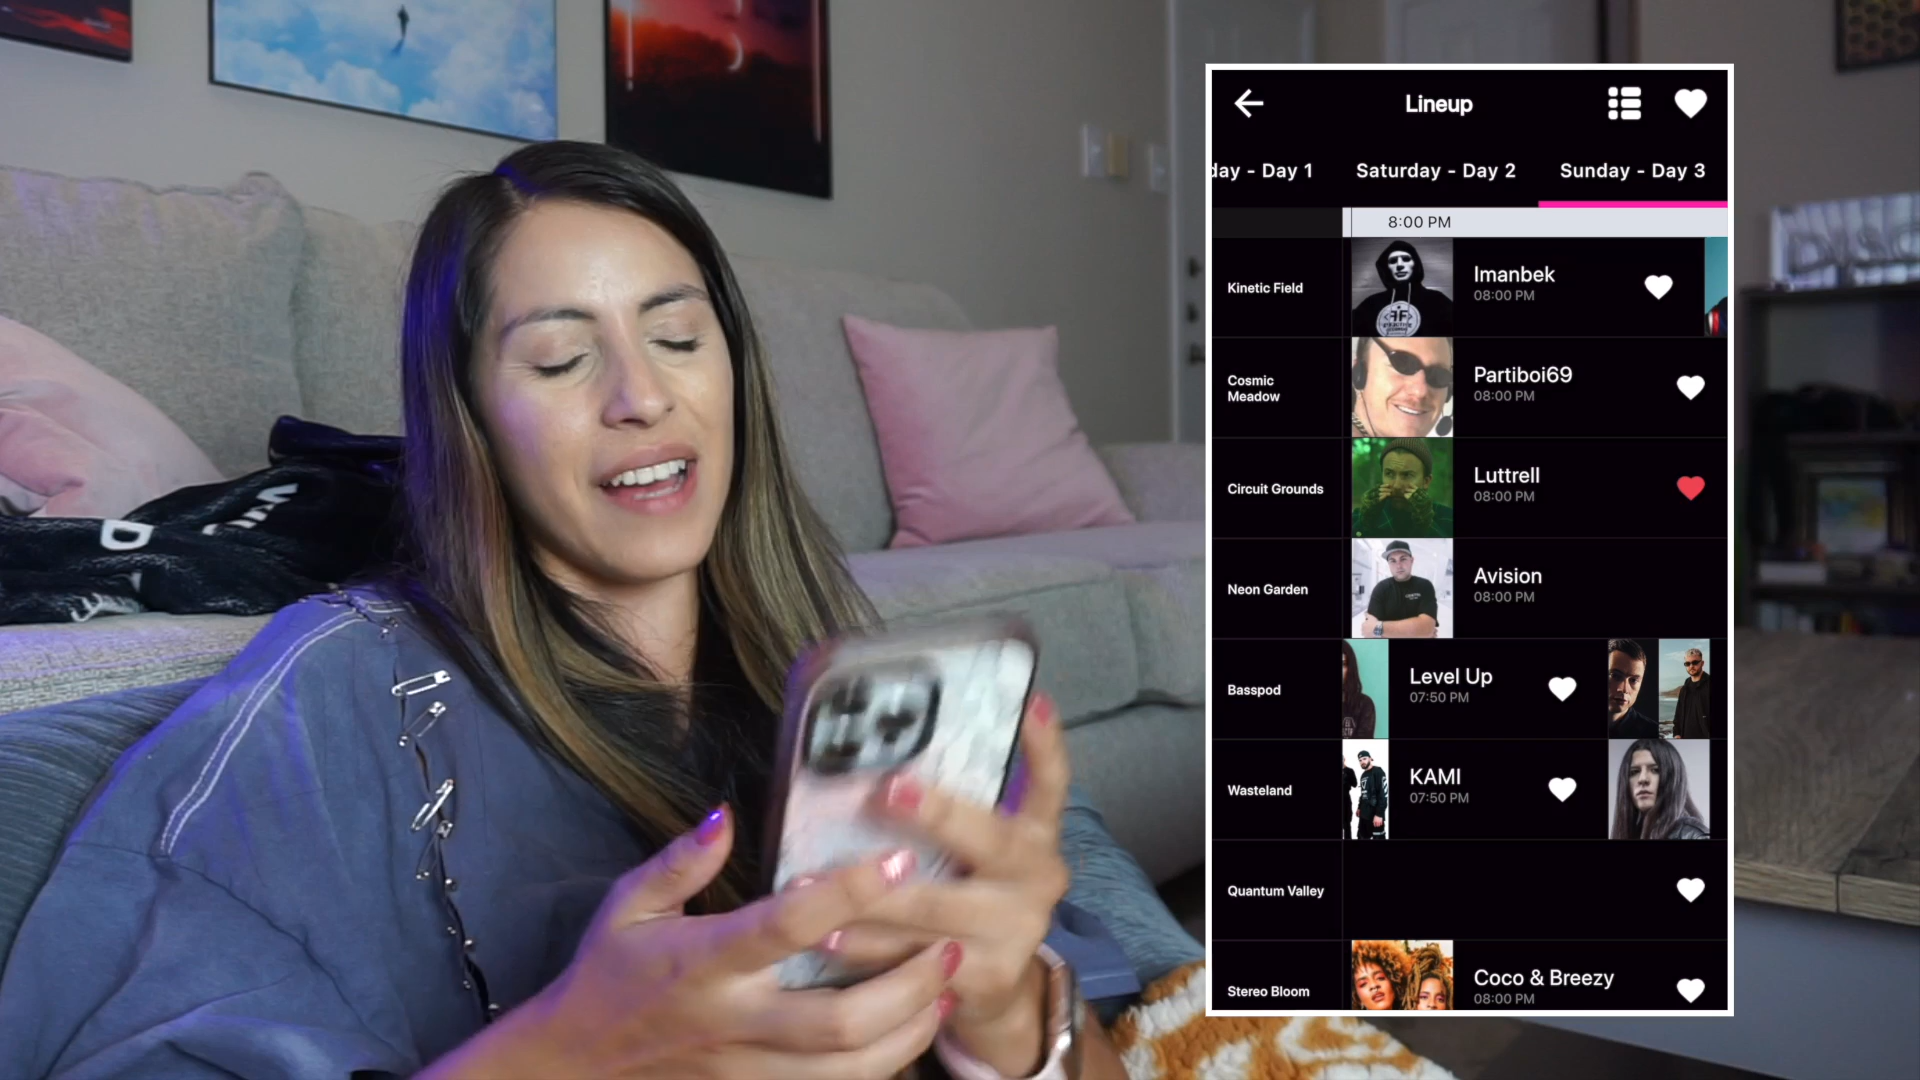 Lineup
day - Day 1
Saturday - Day 2
Sunday - Day 3
8:00 PM
Kinetic Field
Imanbek
08:00 PM
Cosmic
Meadow
Partiboi69
08:00 PM
Circuit Grounds
Luttrell
08:00 PM
Neon Garden
Avision
08:00 PM
Basspod
Level Up
07:50 PM
Wasteland
KAMI
07:50 PM
Quantum Valley
Stereo Bloom
Coco & Breezy
08:00 PM